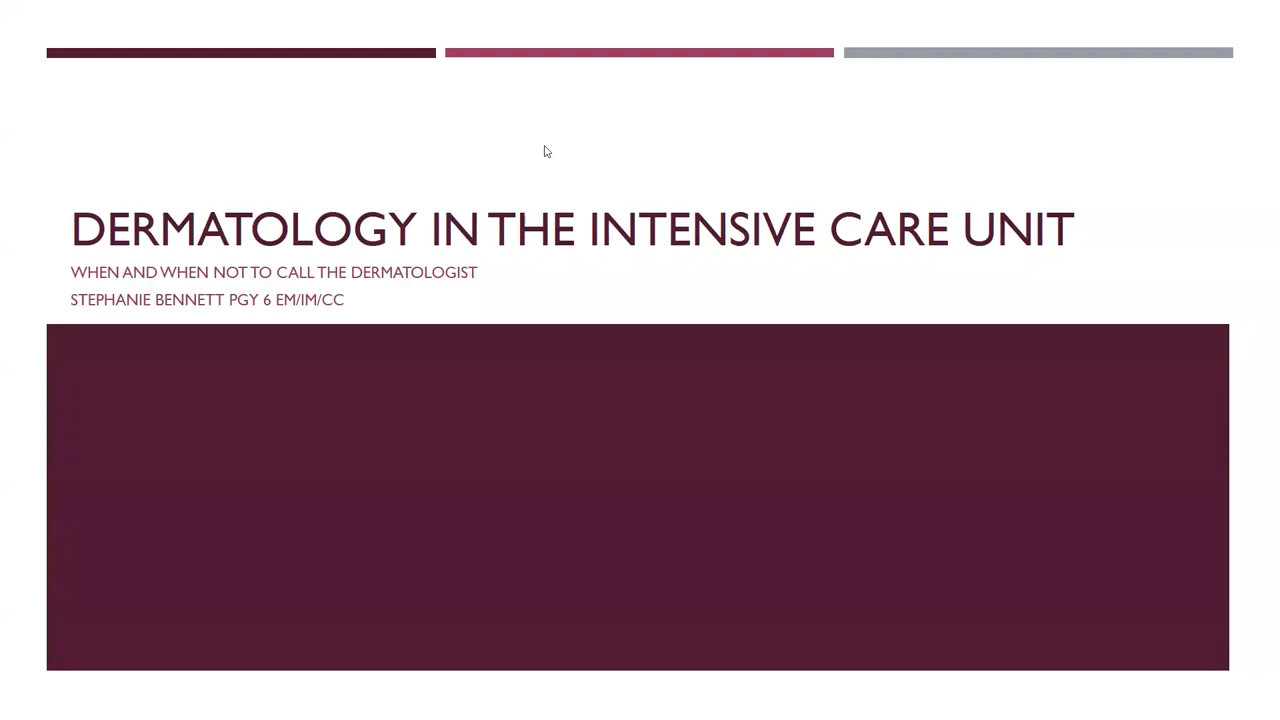 DERMATOLOGY IN THE INTENSIVE CARE UNIT
WHEN AND WHEN NOT TO CALL THE DERMATOLOGIST
STEPHANIE BENNETT PGY 6 EM/IM/CC